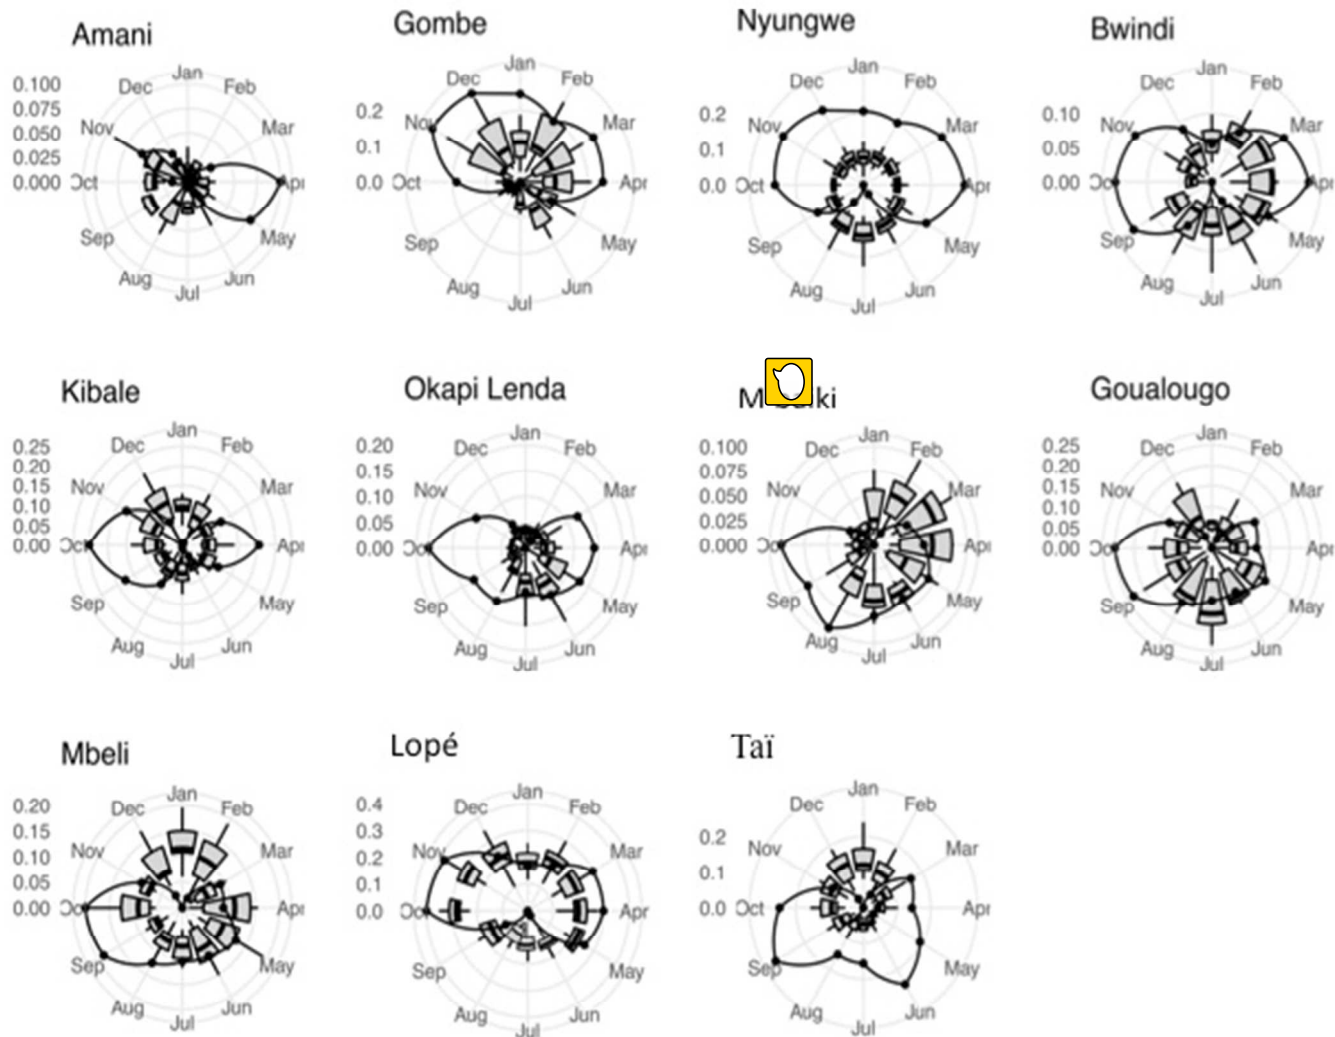 Amani
0.100
0.075
0.050
0.025
0.000
Jan
Feb
Mar
Apr
May
Jun
Jul
Aug
Sep
Oct
Nov
Dec
Gombe
0.2
0.1
0.0
Jan
Feb
Mar
Apr
May
Jun
Jul
Aug
Sep
Oct
Nov
Dec
Nyungwe
0.2
0.1
0.0
Jan
Feb
Mar
Apr
May
Jun
Jul
Aug
Sep
Oct
Nov
Dec
Bwindi
0.10
0.05
0.00
Jan
Feb
Mar
Apr
May
Jun
Jul
Aug
Sep
Oct
Nov
Dec
Kibale
0.25
0.20
0.15
0.10
0.05
0.00
Jan
Feb
Mar
Apr
May
Jun
Jul
Aug
Sep
Oct
Nov
Dec
Okapi Lenda
0.20
0.15
0.10
0.05
0.00
Jan
Feb
Mar
Apr
May
Jun
Jul
Aug
Sep
Oct
Nov
Dec
0.100
0.075
0.050
0.025
0.000
Jan
Feb
Mar
Apr
May
Jun
Jul
Aug
Sep
Oct
Nov
Dec
Goualougo
0.25
0.20
0.15
0.10
0.05
0.00
Jan
Feb
Mar
Apr
May
Jun
Jul
Aug
Sep
Oct
Nov
Dec
Mbeli
0.20
0.15
0.10
0.05
0.00
Jan
Feb
Mar
Apr
May
Jun
Jul
Aug
Sep
Oct
Nov
Dec
Lopé
0.4
0.3
0.2
0.1
0.0
Jan
Feb
Mar
Apr
May
Jun
Jul
Aug
Sep
Oct
Nov
Dec
Taï
0.2
0.1
0.0
Jan
Feb
Mar
Apr
May
Jun
Jul
Aug
Sep
Oct
Nov
Dec